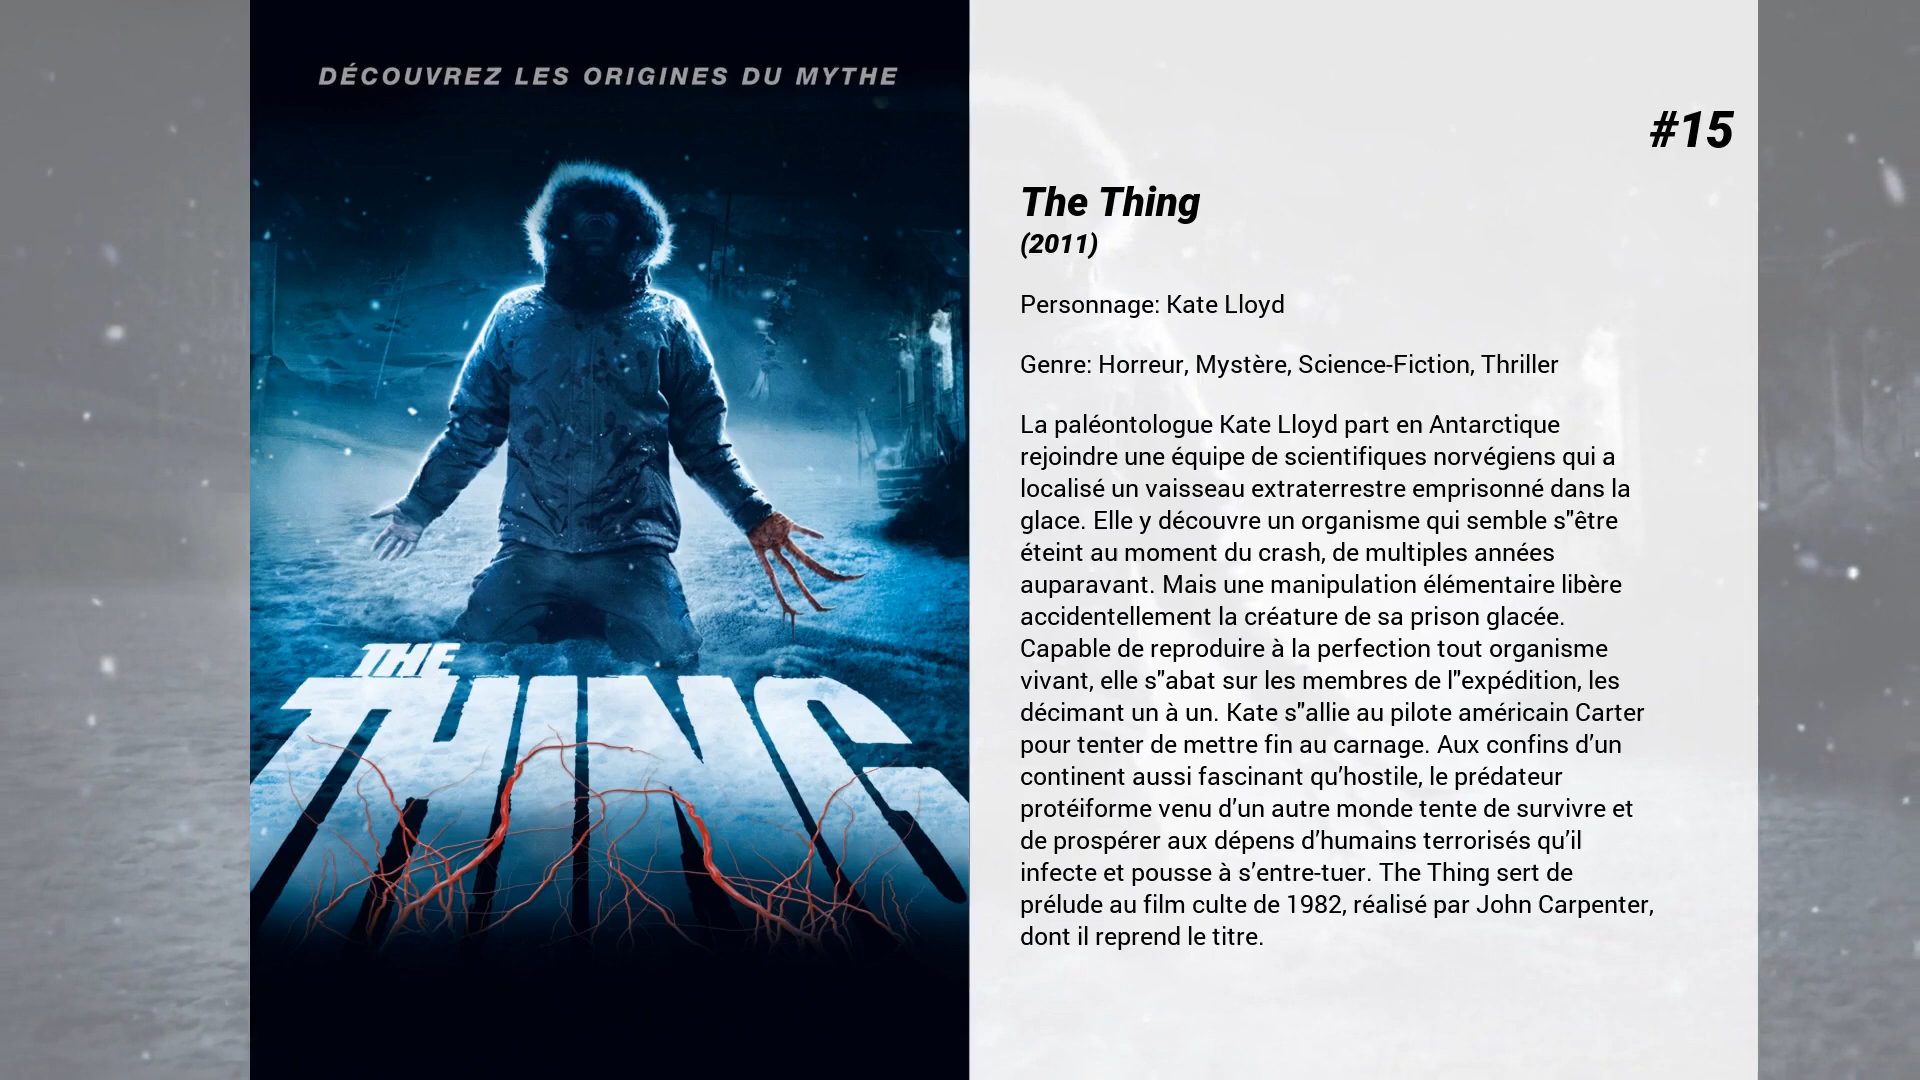 DÉCOUVREZ LES ORIGINES DU MYTHE
THE
THING
#15
The Thing
(2011)
Personnage: Kate Lloyd
Genre: Horreur, Mystère, Science-Fiction, Thriller
La paléontologue Kate Lloyd part en Antarctique
rejoindre une équipe de scientifiques norvégiens qui a
localisé un vaisseau extraterrestre emprisonné dans la
glace. Elle y découvre un organisme qui semble s"être
éteint au moment du crash, de multiples années
auparavant. Mais une manipulation élémentaire libère
accidentellement la créature de sa prison glacée.
Capable de reproduire à la perfection tout organisme
vivant, elle s"abat sur les membres de l"expédition, les
décimant un à un. Kate s"allie au pilote américain Carter
pour tenter de mettre fin au carnage. Aux confins d’un
continent aussi fascinant qu’hostile, le prédateur
protéiforme venu d’un autre monde tente de survivre et
de prospérer aux dépens d’humains terrorisés qu’il
infecte et pousse à s’entre-tuer. The Thing sert de
prélude au film culte de 1982, réalisé par John Carpenter,
dont il reprend le titre.